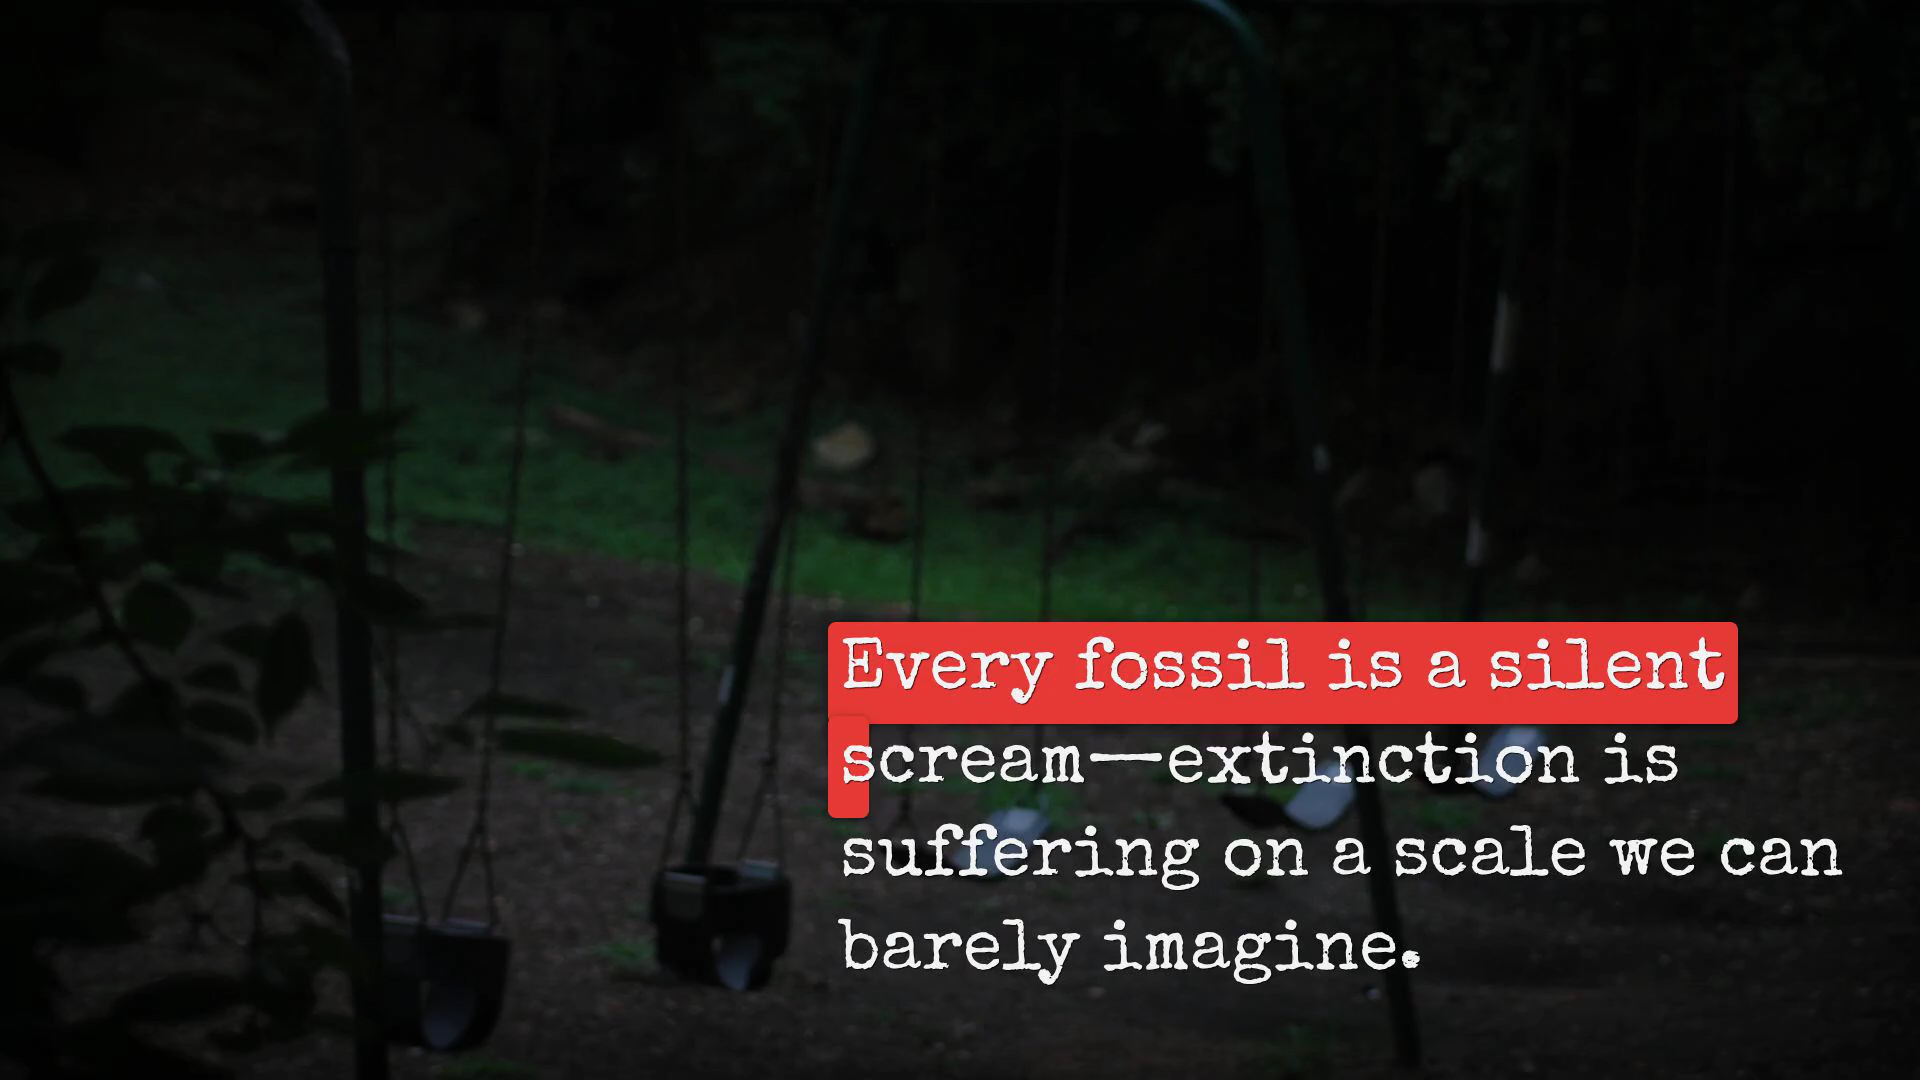 Every fossil is a silent
scream—extinction is
suffering on a scale we can
barely imagine.